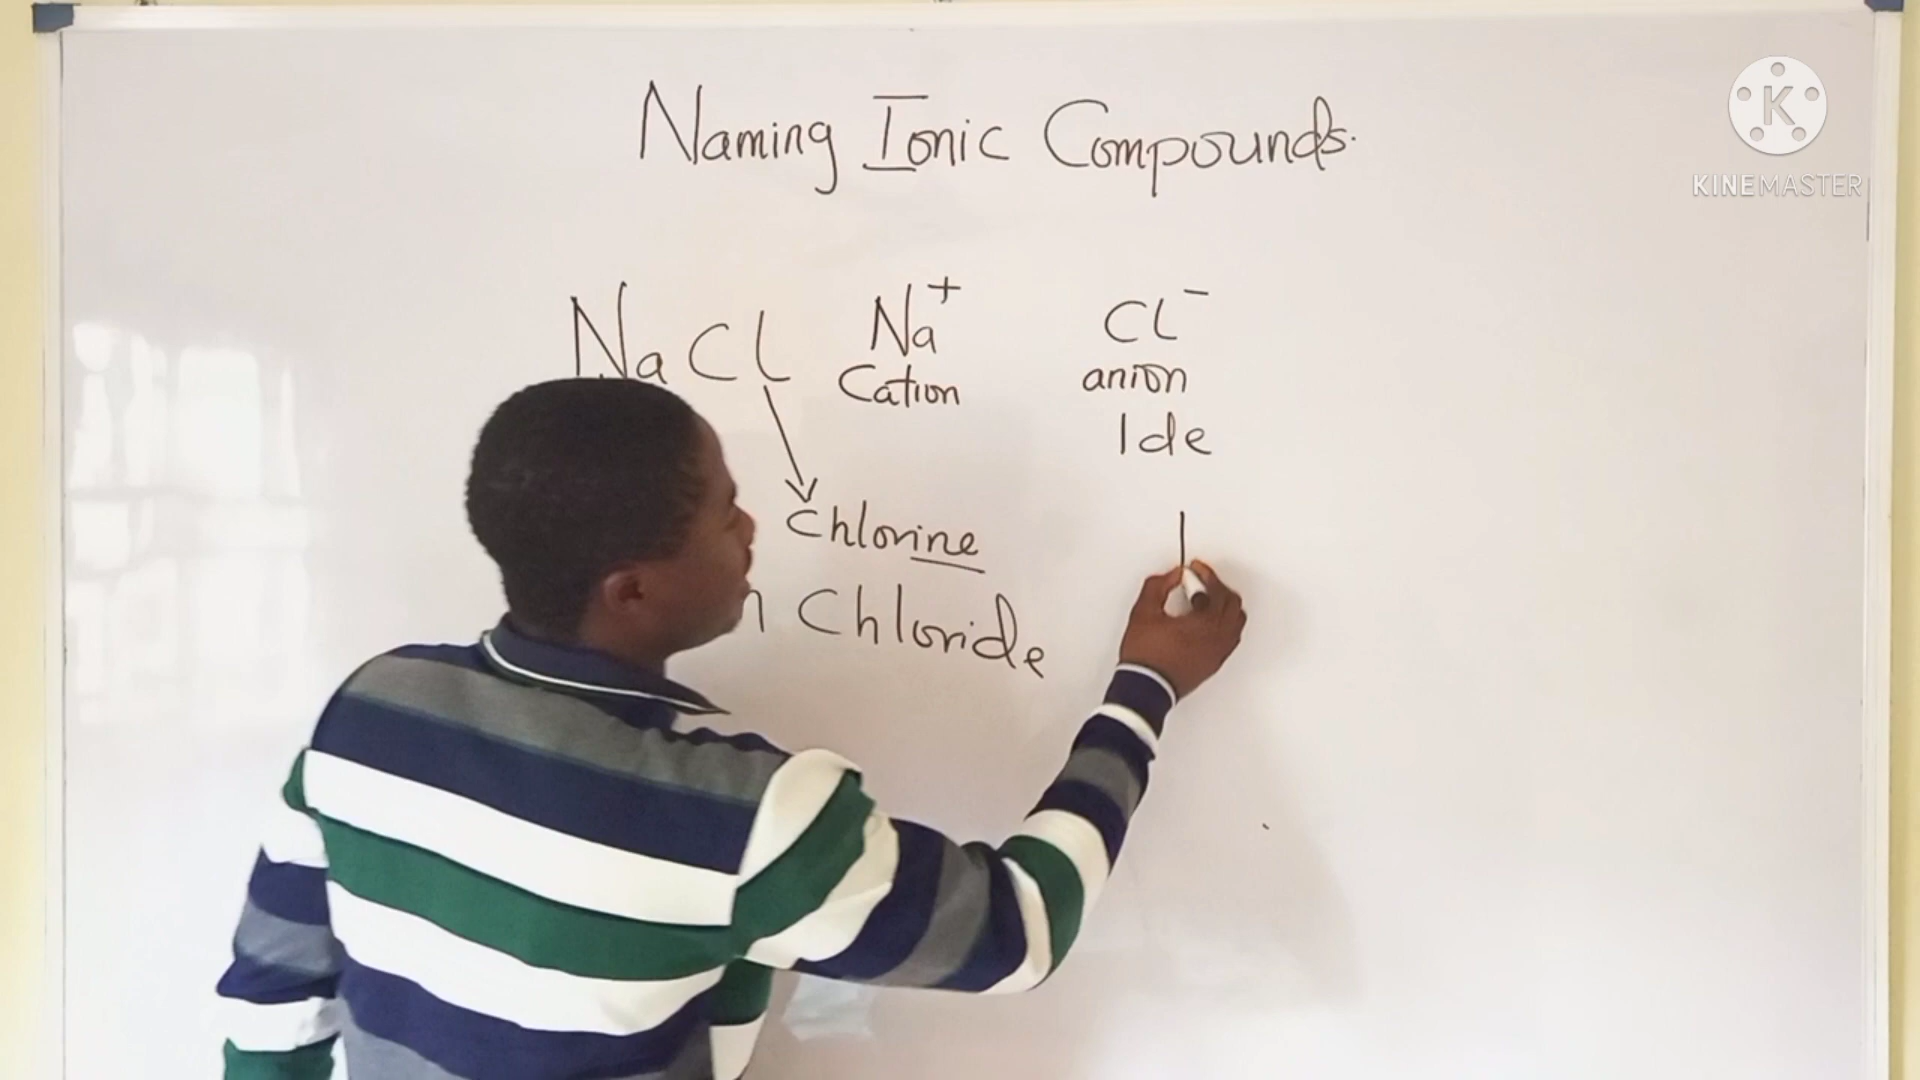 Naming Ionic Compounds.
K
KINEMASTER
NaCl Na+ Cl-
Cation anion
Ide
Chlorine
Chloride